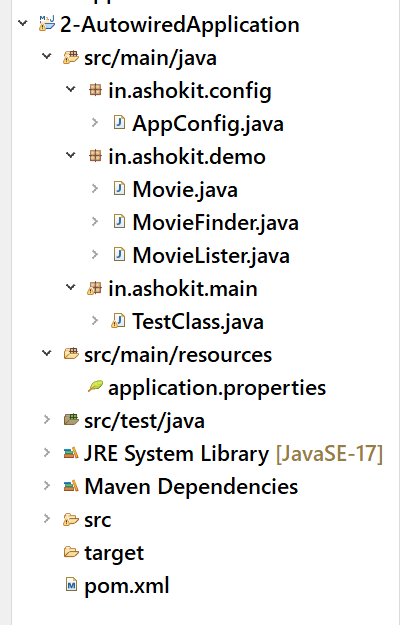 2-AutowiredApplication
src/main/java
in.ashokit.config
AppConfig.java
in.ashokit.demo
Movie.java
MovieFinder.java
MovieLister.java
in.ashokit.main
TestClass.java
src/main/resources
application.properties
src/test/java
JRE System Library [JavaSE-17]
Maven Dependencies
src
target
pom.xml